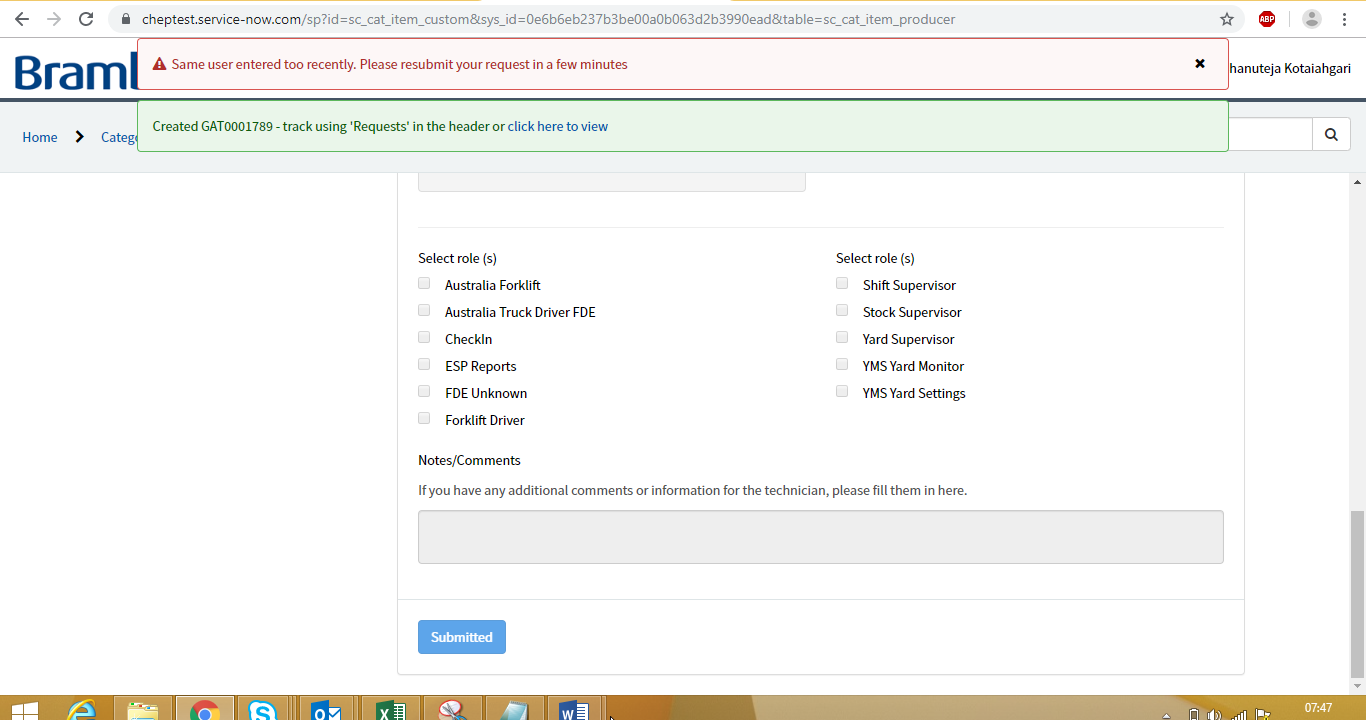 cheptest.service-now.com/sp?id=sc_cat_item_custom&sys_id=0e6b6eb237b3be00a0b063d2b3990ead&table=sc_cat_item_producer
ABP
Same user entered too recently. Please resubmit your request in a few minutes
hanuteja Kotaiahgari
Created GAT0001789 - track using 'Requests' in the header or click here to view
Home
Select role (s)
Australia Forklift
Australia Truck Driver FDE
CheckIn
ESP Reports
FDE Unknown
Forklift Driver
Select role (s)
Shift Supervisor
Stock Supervisor
Yard Supervisor
YMS Yard Monitor
YMS Yard Settings
Notes/Comments
If you have any additional comments or information for the technician, please fill them in here.
Submitted
07:47